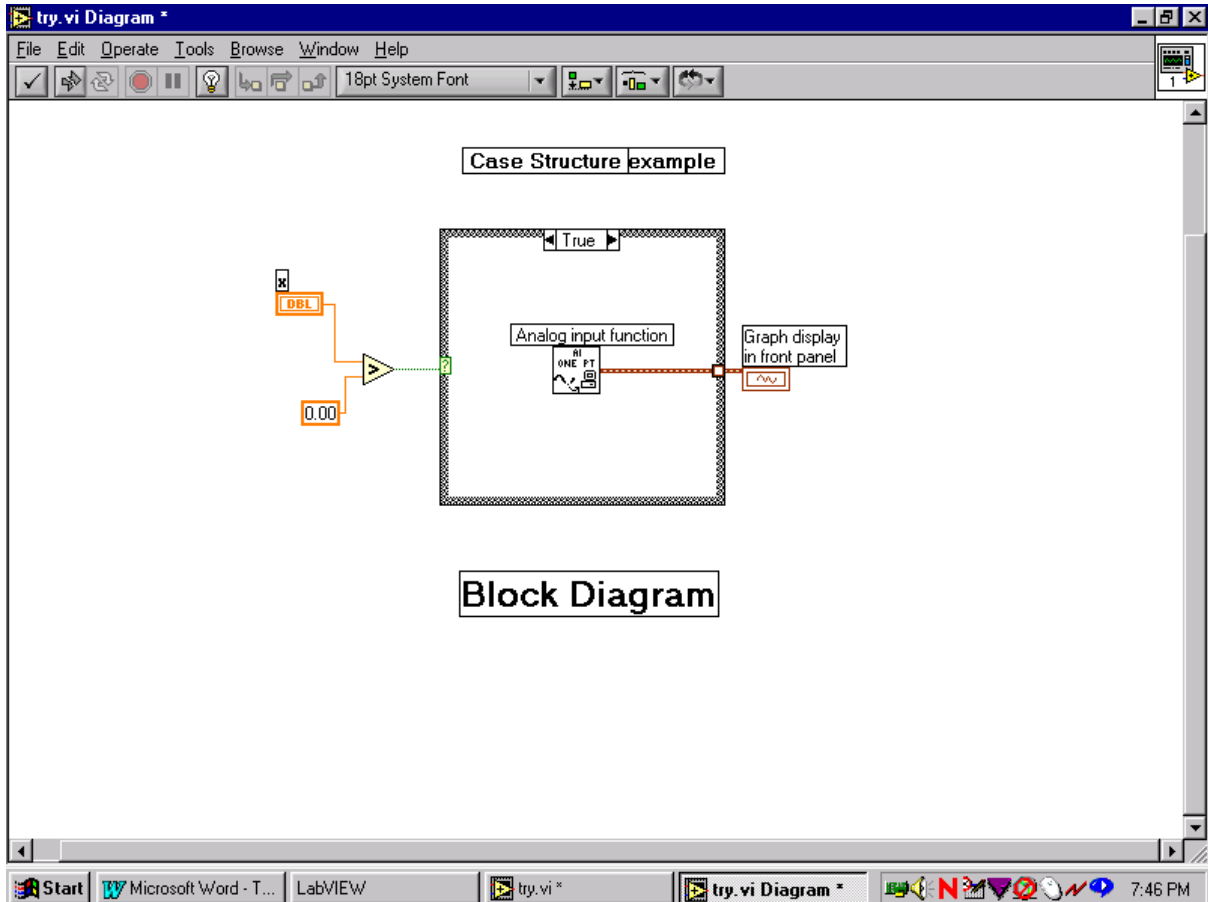 try.vi Diagram *
File Edit Operate Tools Browse Window Help
18pt System Font
1
Case Structure example
True
x
DBL
Analog input function
AI
ONE PT
Graph display
in front panel
>
?
0.00
Block Diagram
Start
Microsoft Word - T...
LabVIEW
try.vi *
try.vi Diagram *
N
7:46 PM